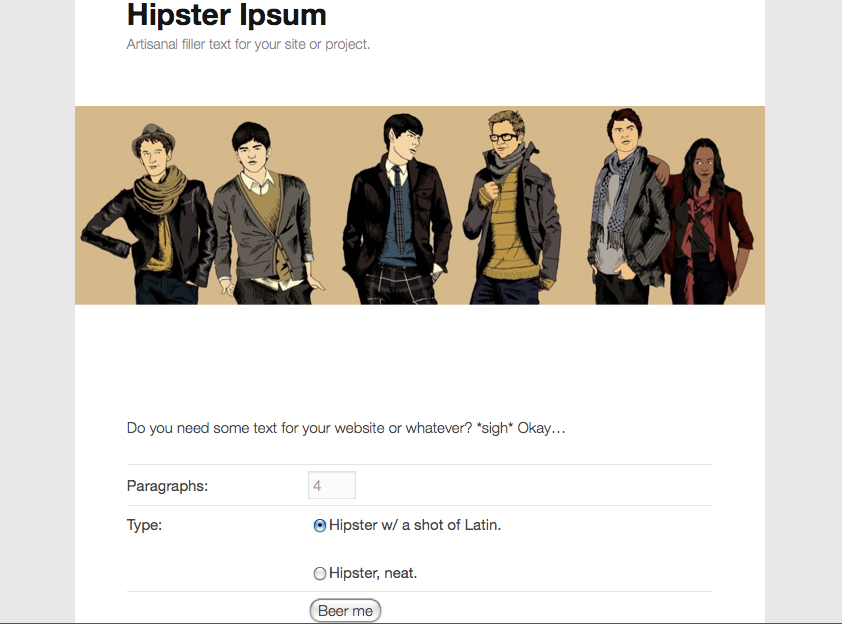 Hipster Ipsum
Artisanal filler text for your site or project.
Do you need some text for your website or whatever? *sigh* Okay…
Paragraphs: 4
Type: Hipster w/ a shot of Latin.
Hipster, neat.
Beer me